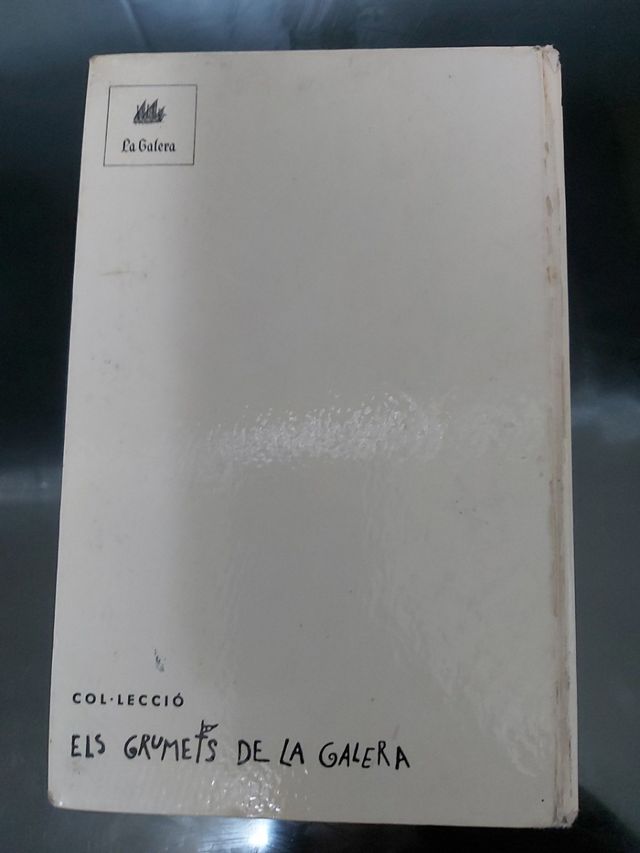 La Galera
COL·LECCIÓ
ELS GRUMETS DE LA GALERA